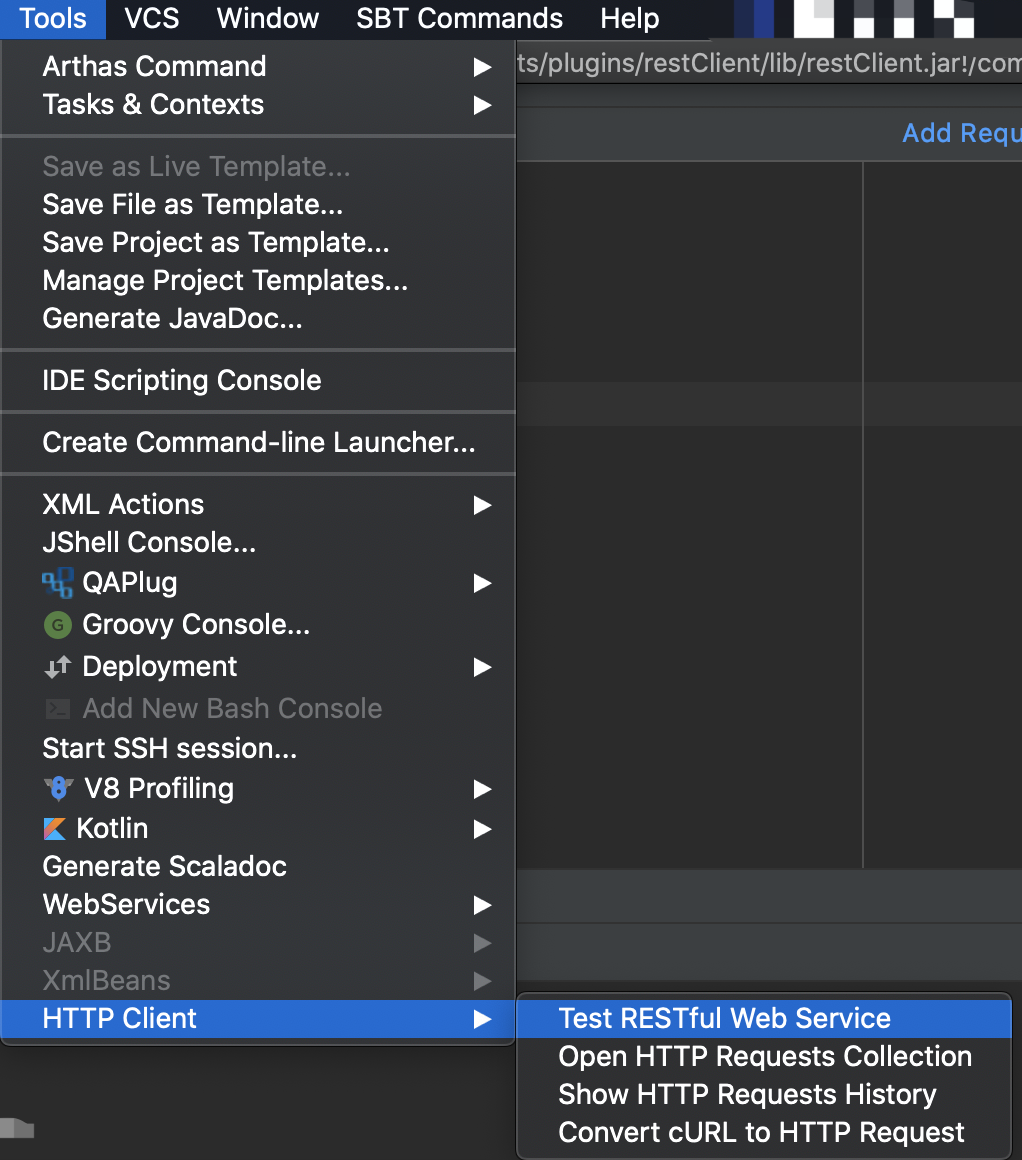 Tools VCS Window SBT Commands Help
ts/plugins/restClient/lib/restClient.jar!/com
Add Requ
Arthas Command
Tasks & Contexts
Save as Live Template...
Save File as Template...
Save Project as Template...
Manage Project Templates...
Generate JavaDoc...
IDE Scripting Console
Create Command-line Launcher...
XML Actions
JShell Console...
QAPlug
G Groovy Console...
Deployment
Add New Bash Console
Start SSH session...
V8 Profiling
Kotlin
Generate Scaladoc
WebServices
JAXB
XmlBeans
HTTP Client
Test RESTful Web Service
Open HTTP Requests Collection
Show HTTP Requests History
Convert cURL to HTTP Request